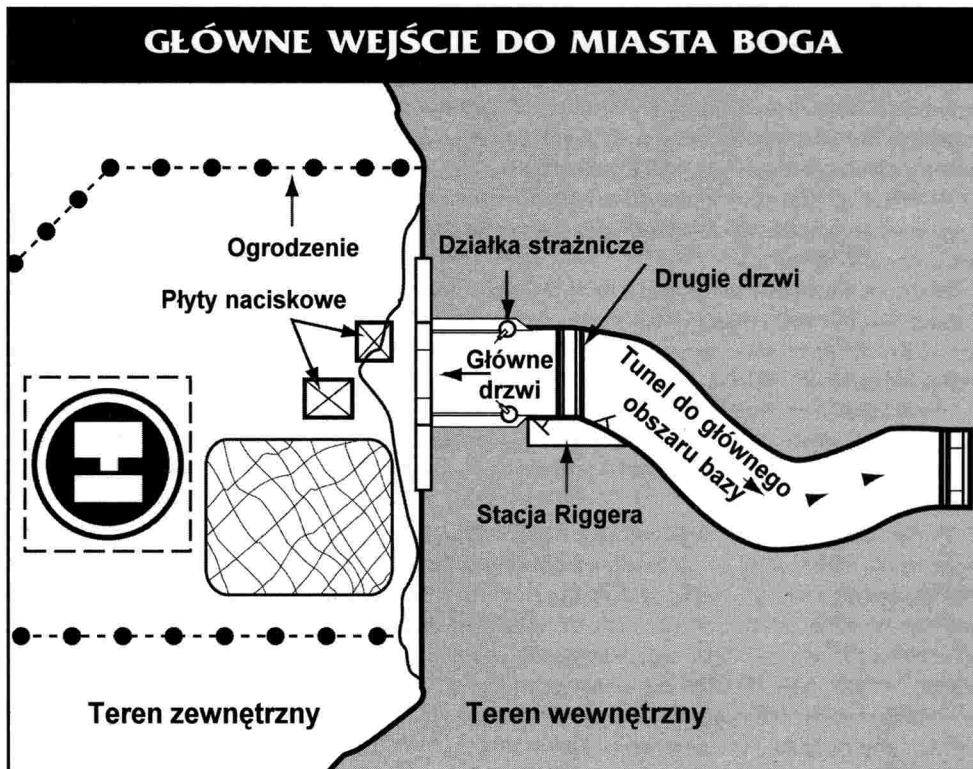 GŁÓWNE WEJŚCIE DO MIASTA BOGA
Ogrodzenie
Działka strażnicze
Drugie drzwi
Płyty naciskowe
Główne
drzwi
Tunel do głównego
obszaru bazy
Stacja Riggera
Teren zewnętrzny
Teren wewnętrzny